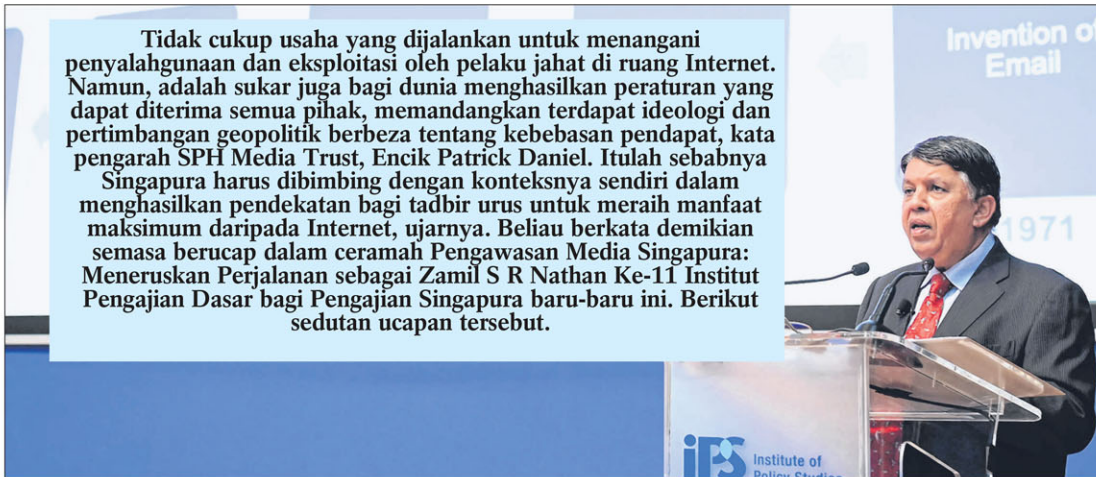 Tidak cukup usaha yang dijalankan untuk menangani
penyalahgunaan dan eksploitasi oleh pelaku jahat di ruang Internet.
Namun, adalah sukar juga bagi dunia menghasilkan peraturan yang
dapat diterima semua pihak, memandangkan terdapat ideologi dan
pertimbangan geopolitik berbeza tentang kebebasan pendapat, kata
pengarah SPH Media Trust, Encik Patrick Daniel. Itulah sebabnya
Singapura harus dibimbing dengan konteksnya sendiri dalam
menghasilkan pendekatan bagi tadbir urus untuk meraih manfaat
maksimum daripada Internet, ujarnya. Beliau berkata demikian
semasa berucap dalam ceramah Pengawasan Media Singapura:
Meneruskan Perjalanan sebagai Zamil S R Nathan Ke-11 Institut
Pengajian Dasar bagi Pengajian Singapura baru-baru ini. Berikut
sedutan ucapan tersebut.
Invention of
Email
1971
iPS
Institute of
Policy Studies